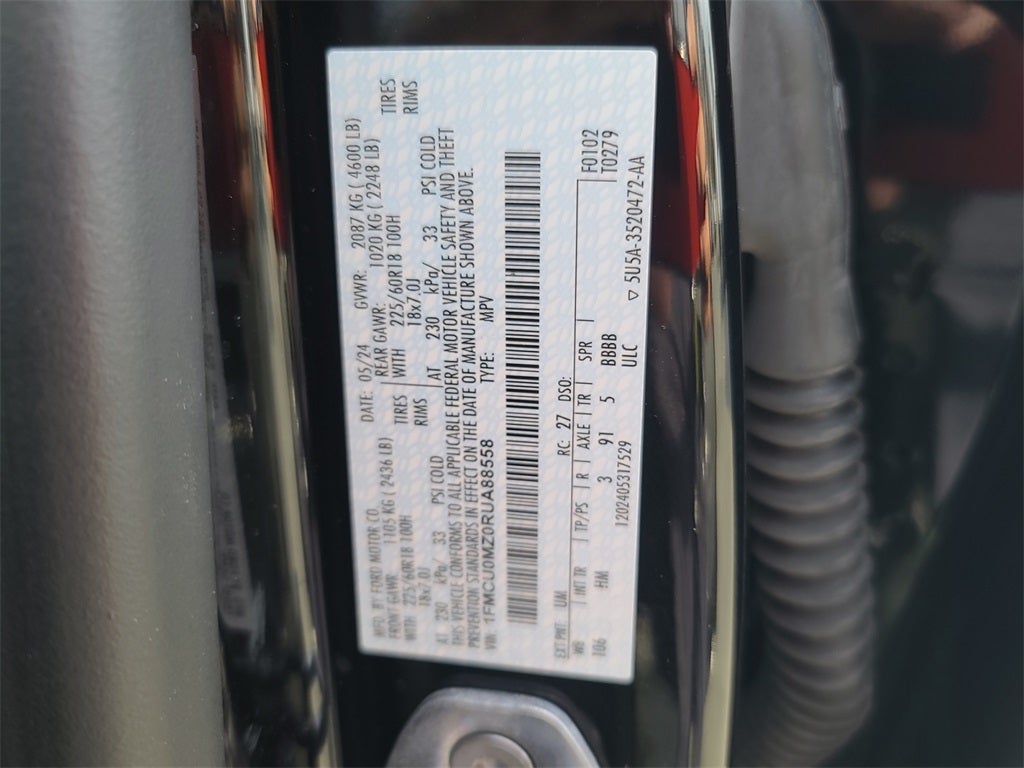 MFD. BY FORD MOTOR CO. DATE: 05/24 GVWR: 2087 KG ( 4600 LB)
FRONT GAWR: 1105 KG ( 2436 LB) REAR GAWR: 1020 KG ( 2248 LB)
WITH 225/60R18 100H TIRES WITH 225/60R18 100H TIRES
18x7.0J RIMS 18x7.0J RIMS
AT 230 kPa/ 33 PSI COLD AT 230 kPa/ 33 PSI COLD
THIS VEHICLE CONFORMS TO ALL APPLICABLE FEDERAL MOTOR VEHICLE SAFETY AND THEFT
PREVENTION STANDARDS IN EFFECT ON THE DATE OF MANUFACTURE SHOWN ABOVE.
VIN: 1FMCU0MZ0RUA88558 TYPE: MPV
EXT PNT: UM RC: 27 DSO: F0102
WB INT TR TP/PS R AXLE TR SPR T0279
106 HM 3 91 5 BBBB
120240531 7529 ULC
▽ 5U5A-3520472-AA